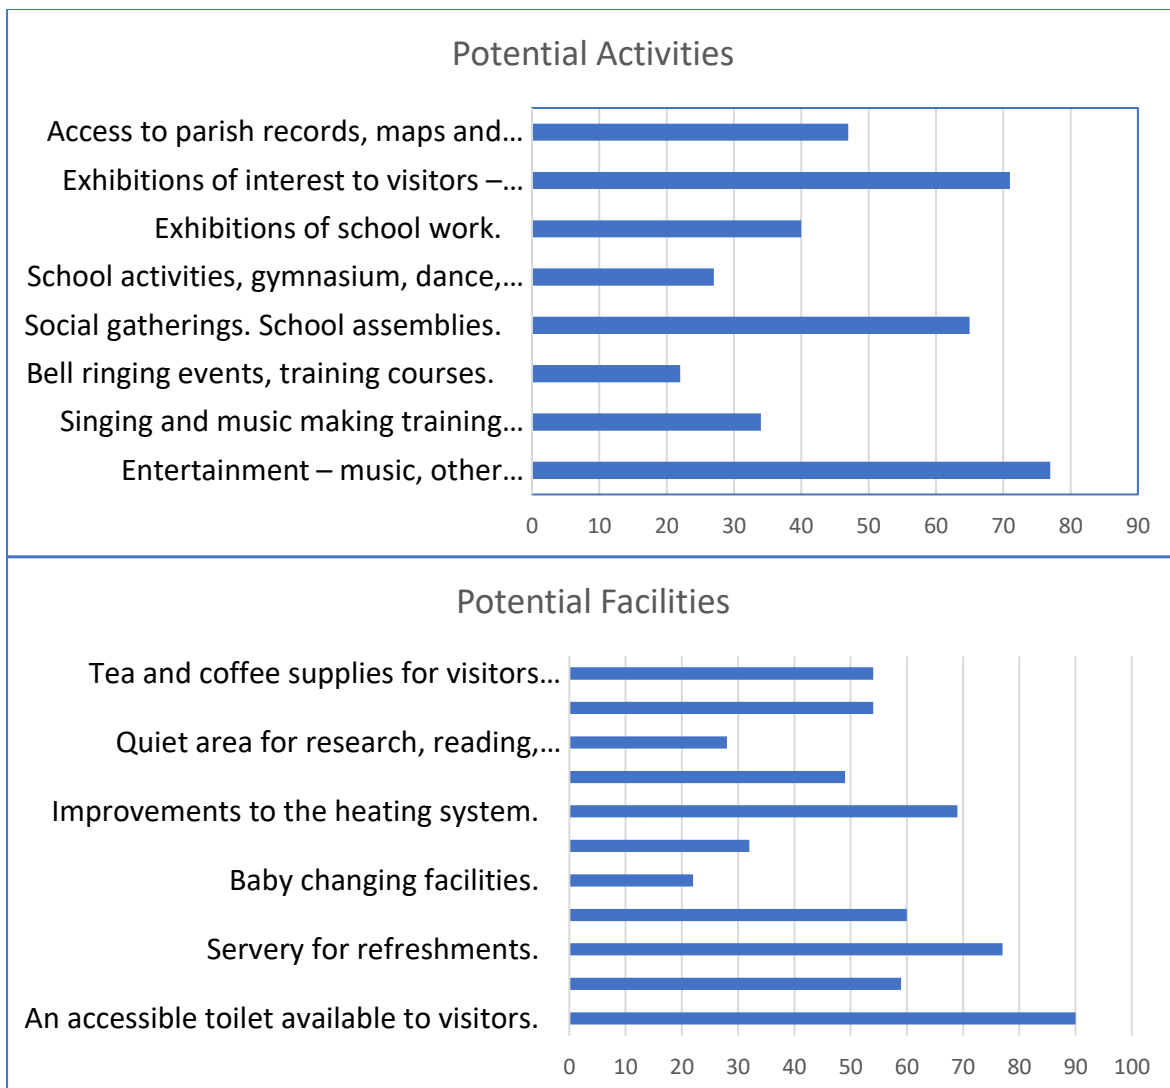 Potential Activities
Access to parish records, maps and...
Exhibitions of interest to visitors –...
Exhibitions of school work.
School activities, gymnasium, dance,...
Social gatherings. School assemblies.
Bell ringing events, training courses.
Singing and music making training...
Entertainment – music, other...
0 10 20 30 40 50 60 70 80 90
Potential Facilities
Tea and coffee supplies for visitors...
Quiet area for research, reading,...
Improvements to the heating system.
Baby changing facilities.
Servery for refreshments.
An accessible toilet available to visitors.
0 10 20 30 40 50 60 70 80 90 100